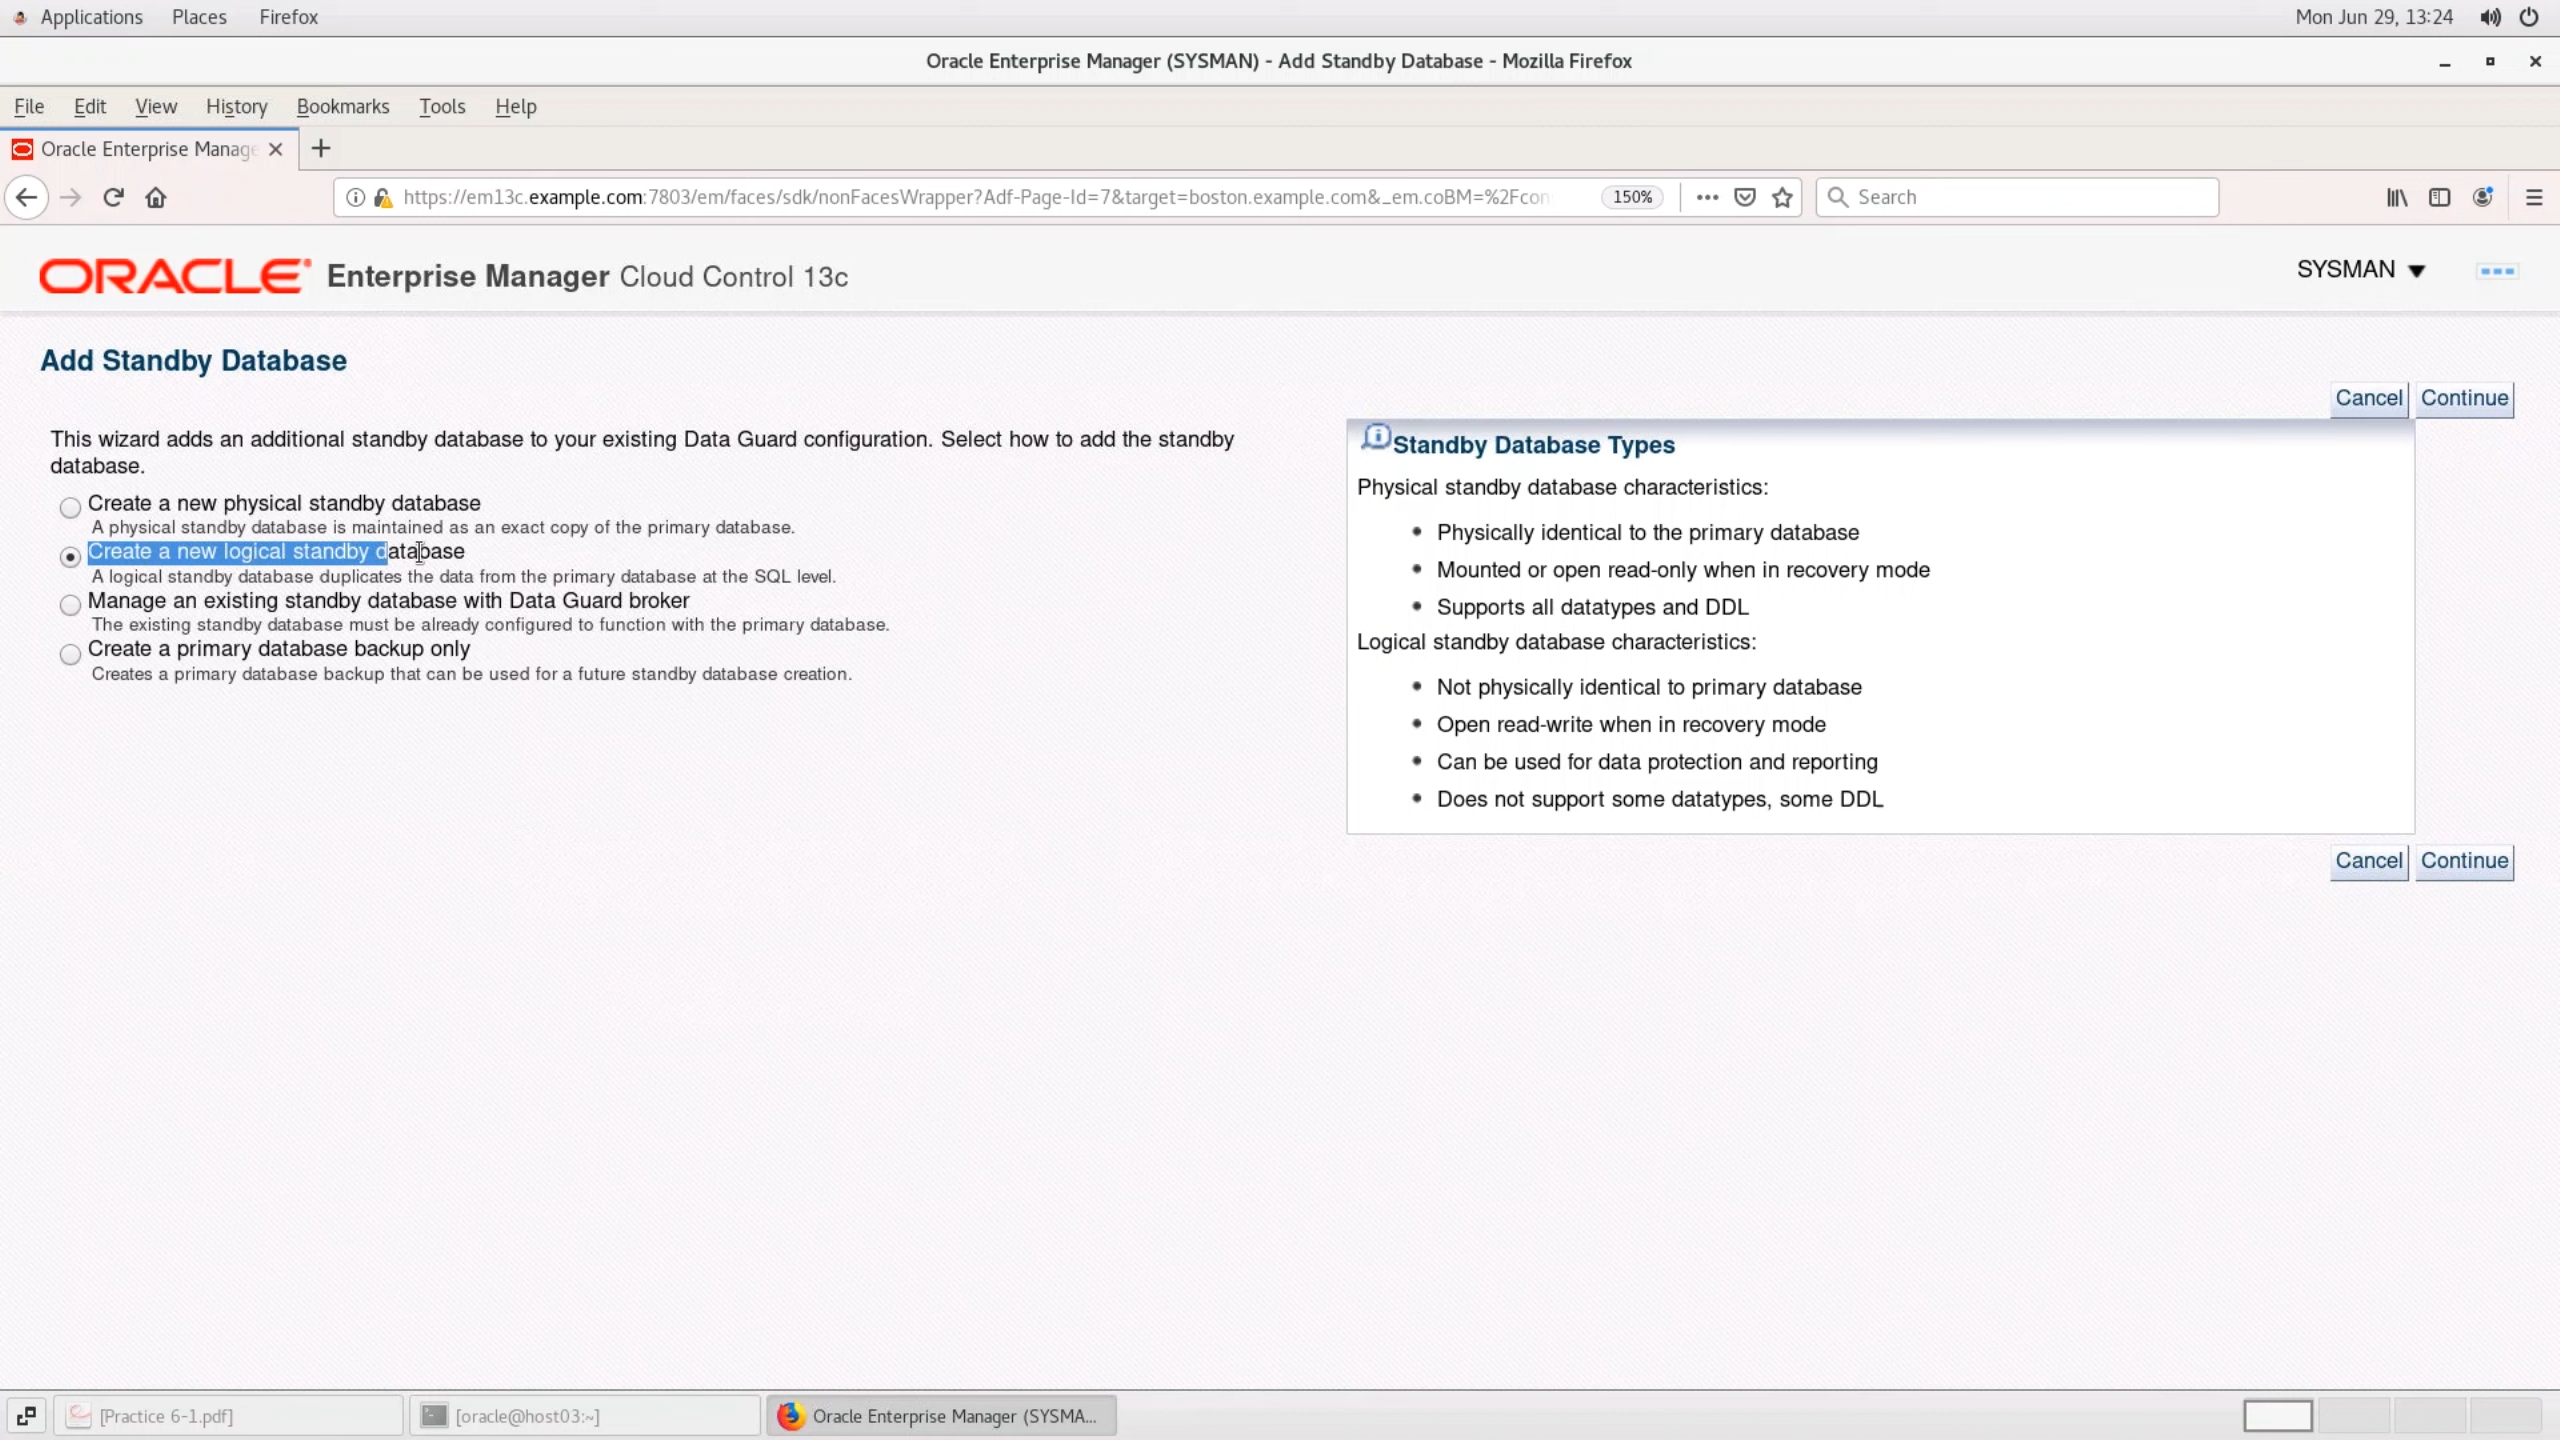 Applications Places Firefox Mon Jun 29, 13:24
Oracle Enterprise Manager (SYSMAN) - Add Standby Database - Mozilla Firefox
File Edit View History Bookmarks Tools Help
Oracle Enterprise Manage
https://em13c.example.com:7803/em/faces/sdk/nonFacesWrapper?Adf-Page-Id=7&target=boston.example.com&_em.coBM=%2Fcon 150% Search
ORACLE Enterprise Manager Cloud Control 13c SYSMAN
Add Standby Database
Cancel Continue
This wizard adds an additional standby database to your existing Data Guard configuration. Select how to add the standby
database.
Create a new physical standby database
A physical standby database is maintained as an exact copy of the primary database.
Create a new logical standby database
A logical standby database duplicates the data from the primary database at the SQL level.
Manage an existing standby database with Data Guard broker
The existing standby database must be already configured to function with the primary database.
Create a primary database backup only
Creates a primary database backup that can be used for a future standby database creation.
Standby Database Types
Physical standby database characteristics:
Physically identical to the primary database
Mounted or open read-only when in recovery mode
Supports all datatypes and DDL
Logical standby database characteristics:
Not physically identical to primary database
Open read-write when in recovery mode
Can be used for data protection and reporting
Does not support some datatypes, some DDL
Cancel Continue
[Practice 6-1.pdf] [oracle@host03:~] Oracle Enterprise Manager (SYSMA...